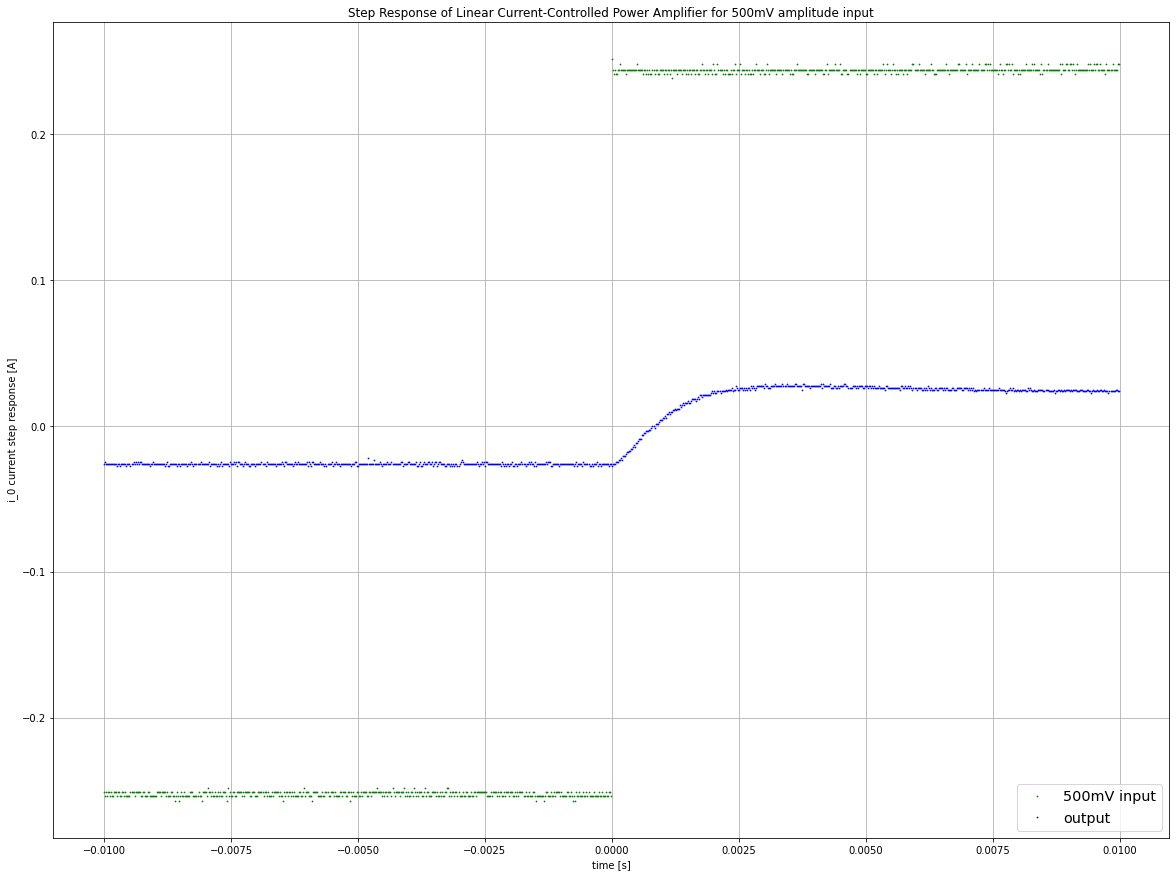 Step Response of Linear Current-Controlled Power Amplifier for 500mV amplitude input
i_0 current step response [A]
0.2
0.1
0.0
−0.1
−0.2
−0.0100 −0.0075 −0.0050 −0.0025 0.0000 0.0025 0.0050 0.0075 0.0100
time [s]
500mV input
output